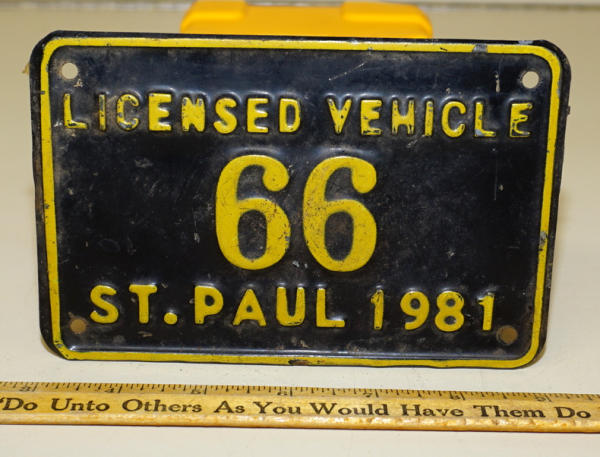 LICENSED VEHICLE
66
ST. PAUL 1981
"Do Unto Others As You Would Have Them Do